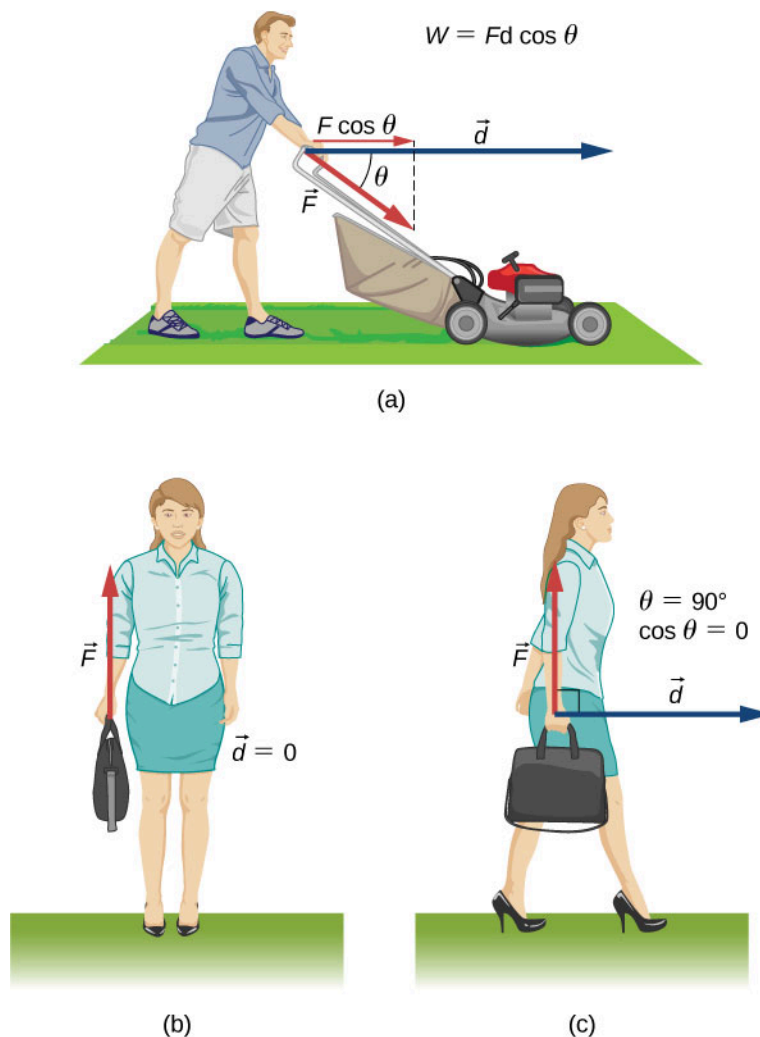 W = Fd cos θ
F cos θ
d⃗
θ
F⃗
(a)
F⃗
d⃗ = 0
(b)
θ = 90°
cos θ = 0
F⃗
d⃗
(c)